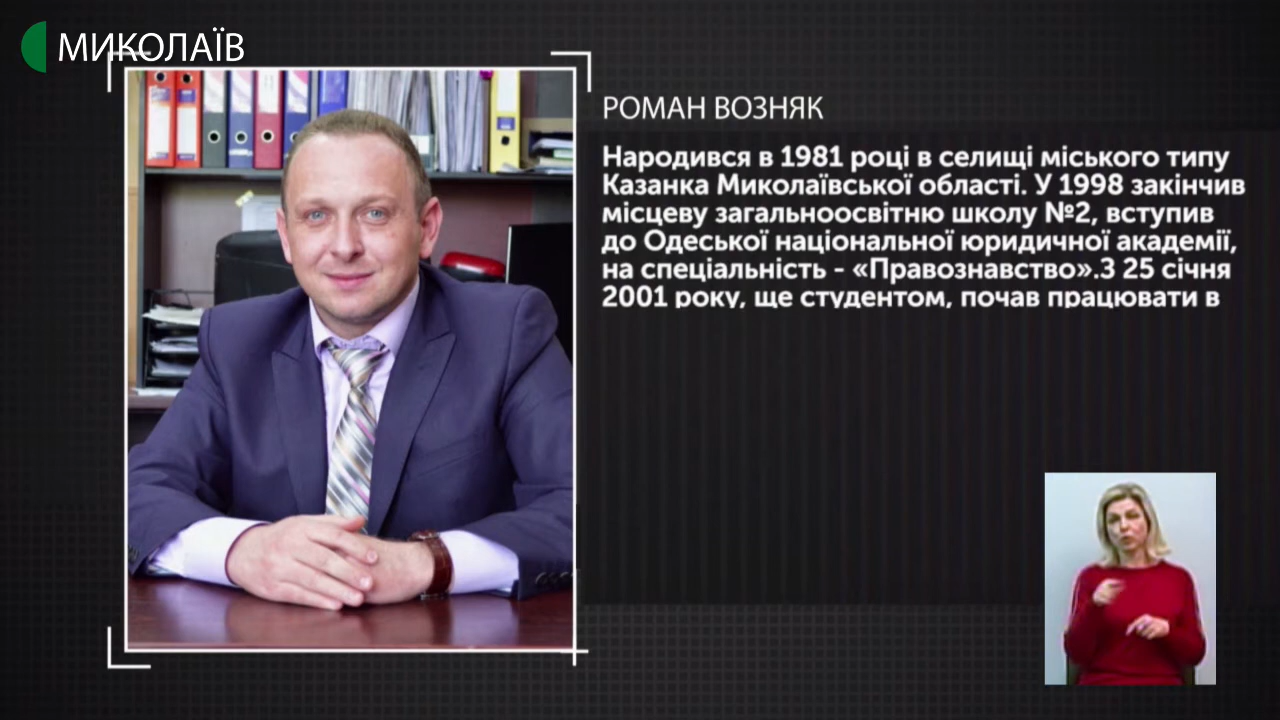 МИКОЛАЇВ
РОМАН ВОЗНЯК
Народився в 1981 році в селищі міського типу
Казанка Миколаївської області. У 1998 закінчив
місцеву загальноосвітню школу №2, вступив
до Одеської національної юридичної академії,
на спеціальність - «Правознавство».З 25 січня
2001 року, ще студентом, почав працювати в